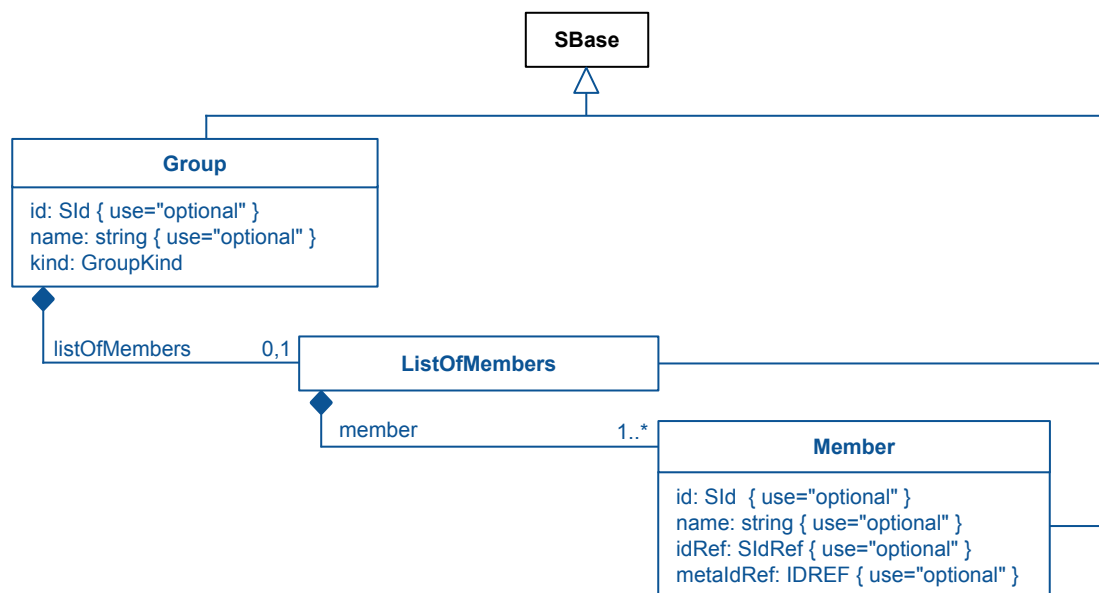 SBase
Group
id: SId { use="optional" }
name: string { use="optional" }
kind: GroupKind
listOfMembers 0,1
ListOfMembers
member 1..*
Member
id: SId { use="optional" }
name: string { use="optional" }
idRef: SIdRef { use="optional" }
metaIdRef: IDREF { use="optional" }